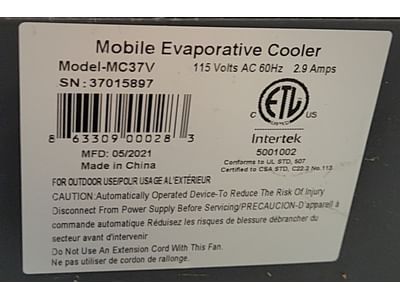 Mobile Evaporative Cooler
Model-MC37V 115 Volts AC 60Hz 2.9 Amps
SN: 37015897
ETL
C US
Intertek
8 63309 00028 3
5001002
MFD: 05/2021
Conforms to UL STD, 507
Made in China
Certified to CSA STD, C22.2 No.113
FOR OUTDOOR USE/POUR USAGE AL'EXTÉRIEUR
CAUTION:Automatically Operated Device-To Reduce The Risk Of Injury
Disconnect From Power Supply Before Servicing/PRECAUCION-D'appareil à
commande automatique Réduisez les risques de blessure débrancher du
secteur avant d'intervenir
Do Not Use An Extension Cord With This Fan.
Ne pas utiliser de cordon de rallonge.